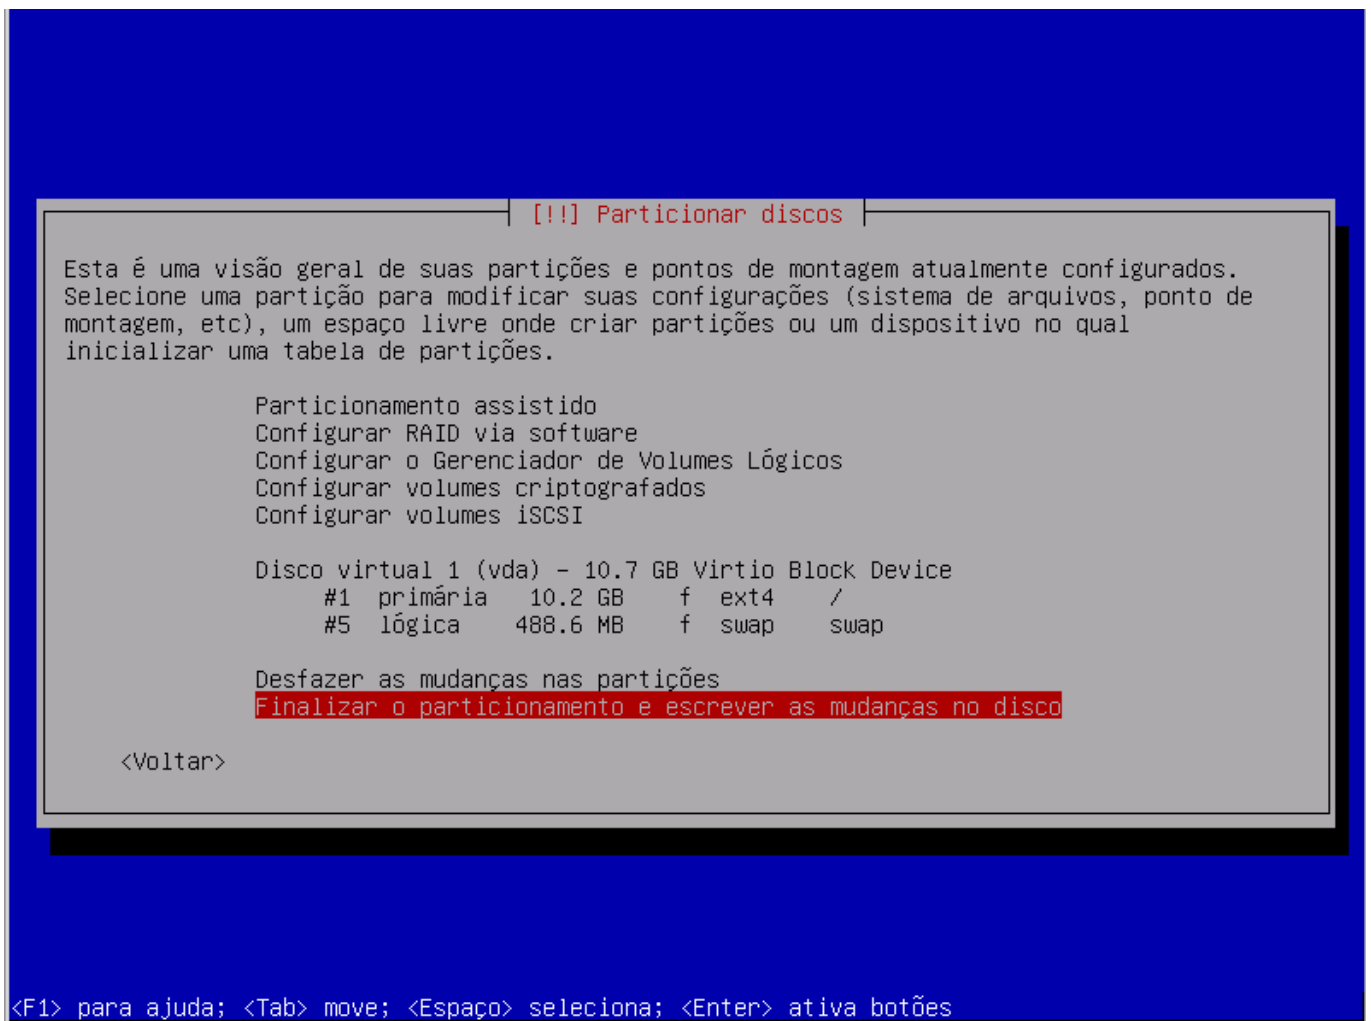 [!!] Particionar discos
Esta é uma visão geral de suas partições e pontos de montagem atualmente configurados.
Selecione uma partição para modificar suas configurações (sistema de arquivos, ponto de
montagem, etc), um espaço livre onde criar partições ou um dispositivo no qual
inicializar uma tabela de partições.
Particionamento assistido
Configurar RAID via software
Configurar o Gerenciador de Volumes Lógicos
Configurar volumes criptografados
Configurar volumes iSCSI
Disco virtual 1 (vda) – 10.7 GB Virtio Block Device
#1 primária 10.2 GB f ext4 /
#5 lógica 488.6 MB f swap swap
Desfazer as mudanças nas partições
Finalizar o particionamento e escrever as mudanças no disco
<Voltar>
<F1> para ajuda; <Tab> move; <Espaço> seleciona; <Enter> ativa botões